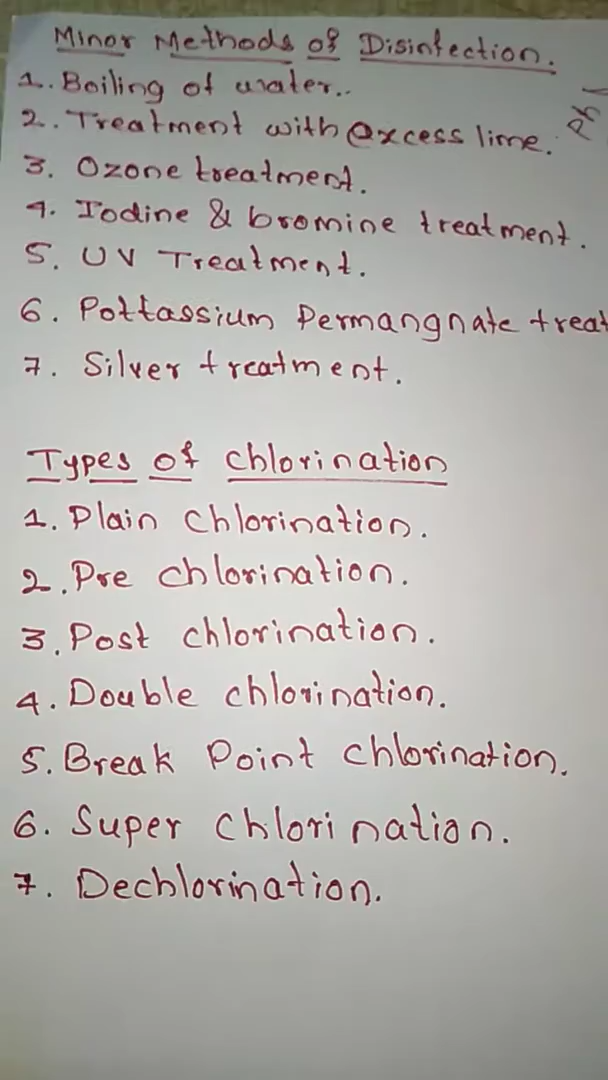 Minor Methods of Disinfection.
1. Boiling of water..
2. Treatment with excess lime.
3. Ozone treatment.
4. Iodine & bromine treatment.
5. UV Treatment.
6. Pottassium Permangnate treat
7. Silver treatment.
Types of chlorination
1. Plain chlorination.
2. Pre chlorination.
3. Post chlorination.
4. Double chlorination.
5. Break Point chlorination.
6. Super Chlorination.
7. Dechlorination.